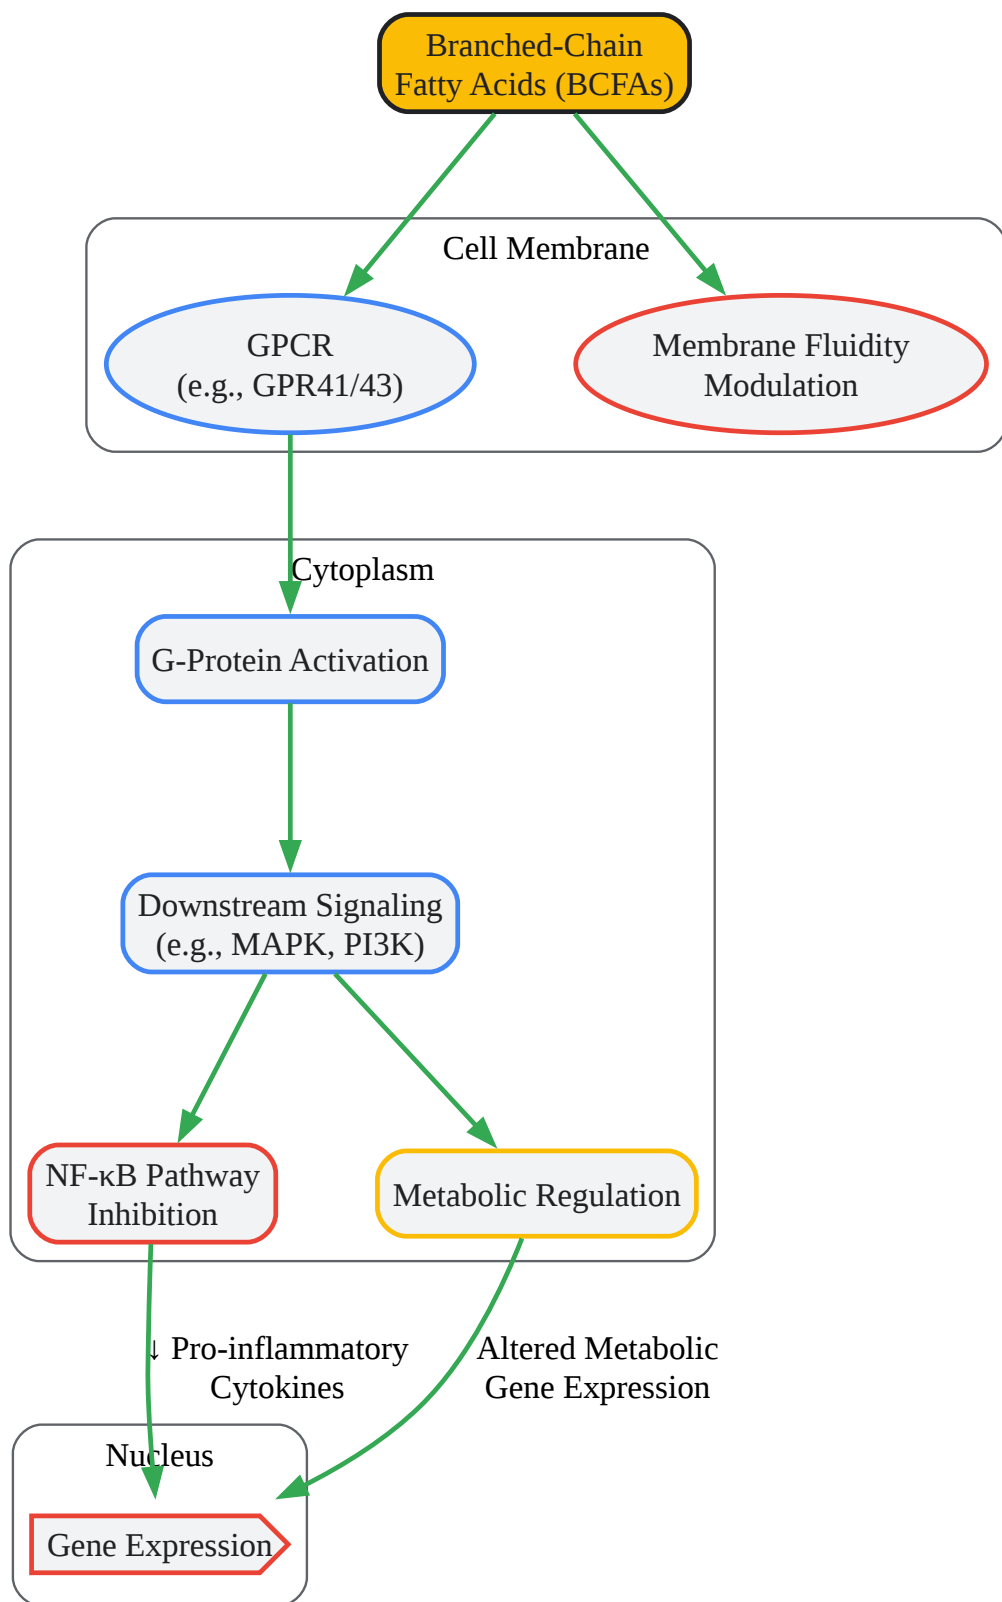 Branched-Chain
Fatty Acids (BCFAs)
Cell Membrane
GPCR
(e.g., GPR41/43)
Membrane Fluidity
Modulation
Cytoplasm
G-Protein Activation
Downstream Signaling
(e.g., MAPK, PI3K)
NF-κB Pathway
Inhibition
Metabolic Regulation
↓ Pro-inflammatory
Cytokines
Altered Metabolic
Gene Expression
Nucleus
Gene Expression